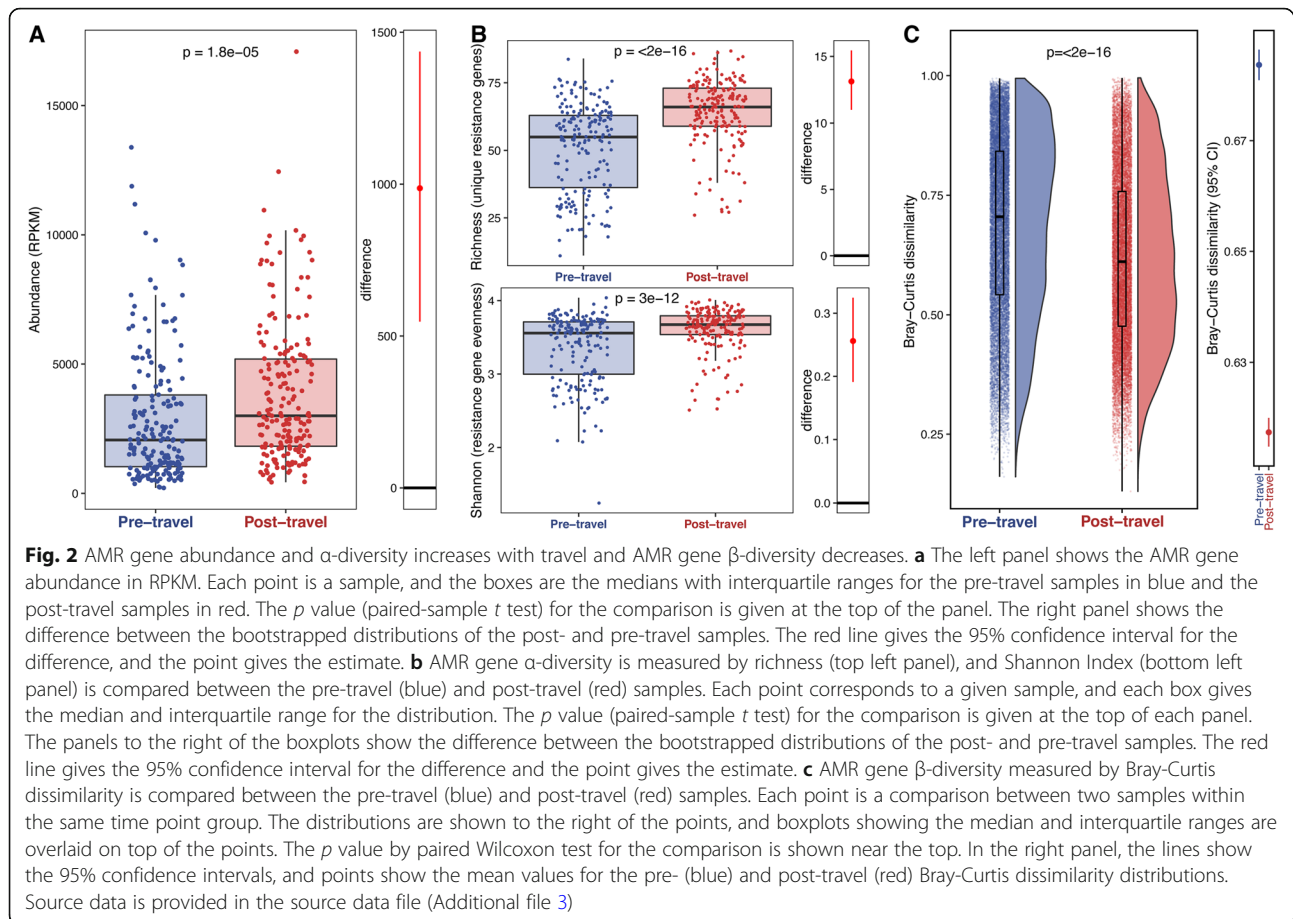 A
p = 1.8e−05
Abundance (RPKM)
15000
10000
5000
0
Pre−travel
Post−travel
difference
1500
1000
500
0
B
p = <2e−16
Richness (unique resistance genes)
75
50
25
Pre−travel
Post−travel
difference
15
10
5
0
p = 3e−12
Shannon (resistance gene evenness)
4
3
2
Pre−travel
Post−travel
difference
0.3
0.2
0.1
0.0
C
p=<2e−16
Bray−Curtis dissimilarity
1.00
0.75
0.50
0.25
Pre−travel
Post−travel
Bray−Curtis dissimilarity (95% CI)
0.67
0.65
0.63
Pre−travel
Post−travel
Fig. 2 AMR gene abundance and α-diversity increases with travel and AMR gene β-diversity decreases. a The left panel shows the AMR gene
abundance in RPKM. Each point is a sample, and the boxes are the medians with interquartile ranges for the pre-travel samples in blue and the
post-travel samples in red. The p value (paired-sample t test) for the comparison is given at the top of the panel. The right panel shows the
difference between the bootstrapped distributions of the post- and pre-travel samples. The red line gives the 95% confidence interval for the
difference, and the point gives the estimate. b AMR gene α-diversity is measured by richness (top left panel), and Shannon Index (bottom left
panel) is compared between the pre-travel (blue) and post-travel (red) samples. Each point corresponds to a given sample, and each box gives
the median and interquartile range for the distribution. The p value (paired-sample t test) for the comparison is given at the top of each panel.
The panels to the right of the boxplots show the difference between the bootstrapped distributions of the post- and pre-travel samples. The red
line gives the 95% confidence interval for the difference and the point gives the estimate. c AMR gene β-diversity measured by Bray-Curtis
dissimilarity is compared between the pre-travel (blue) and post-travel (red) samples. Each point is a comparison between two samples within
the same time point group. The distributions are shown to the right of the points, and boxplots showing the median and interquartile ranges are
overlaid on top of the points. The p value by paired Wilcoxon test for the comparison is shown near the top. In the right panel, the lines show
the 95% confidence intervals, and points show the mean values for the pre- (blue) and post-travel (red) Bray-Curtis dissimilarity distributions.
Source data is provided in the source data file (Additional file 3)